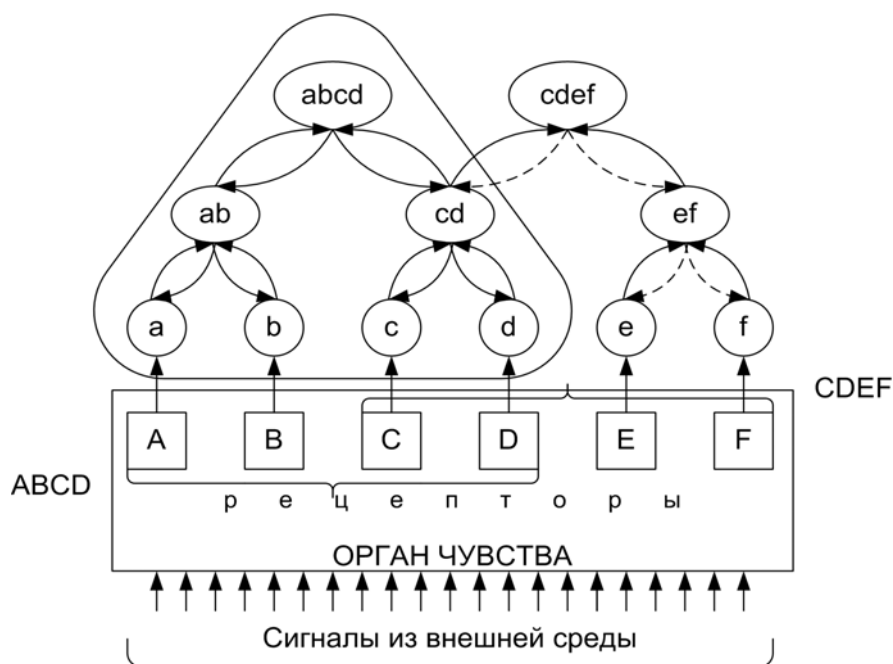 abcd cdef
ab cd ef
a b c d e f
CDEF
A B C D E F
ABCD
р е ц е п т о р ы
ОРГАН ЧУВСТВА
Сигналы из внешней среды